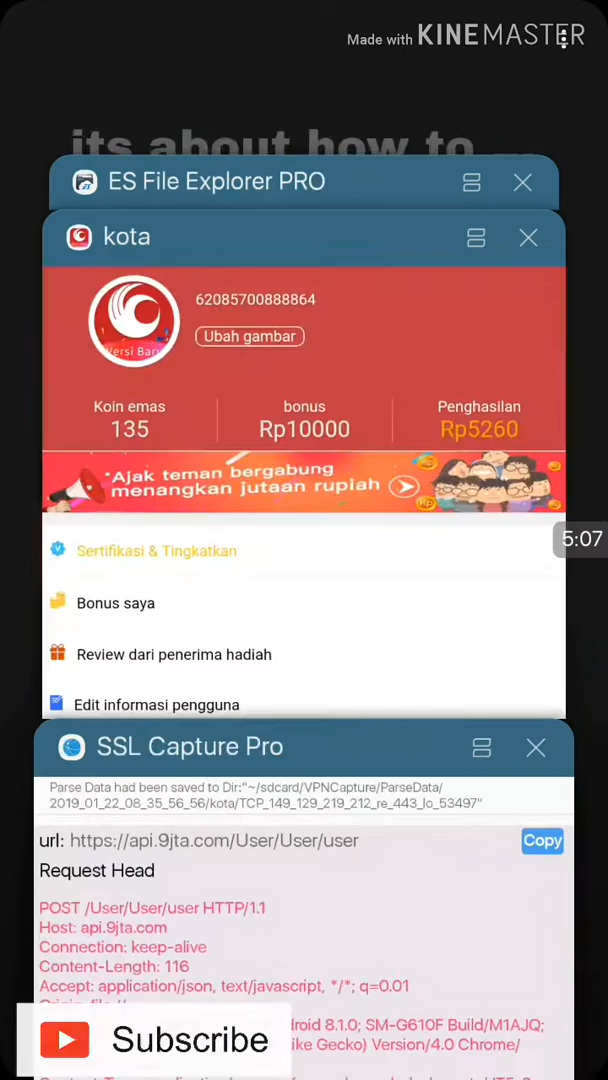 Made with KINEMASTER
its about how to
ES File Explorer PRO
kota
62085700888864
Ubah gambar
Versi Baru
Koin emas
bonus
Penghasilan
135
Rp10000
Rp5260
"Ajak teman bergabung
menangkan jutaan rupiah
5:07
Sertifikasi & Tingkatkan
Bonus saya
Review dari penerima hadiah
Edit informasi pengguna
SSL Capture Pro
Parse Data had been saved to Dir:"~/sdcard/VPNCapture/ParseData/
2019_01_22_08_35_56_56/kota/TCP_149_129_219_212_re_443_lo_53497"
url: https://api.9jta.com/User/User/user
Copy
Request Head
POST /User/User/user HTTP/1.1
Host: api.9jta.com
Connection: keep-alive
Content-Length: 116
Accept: application/json, text/javascript, */*; q=0.01
droid 8.1.0; SM-G610F Build/M1AJQ;
ike Gecko) Version/4.0 Chrome/
Subscribe